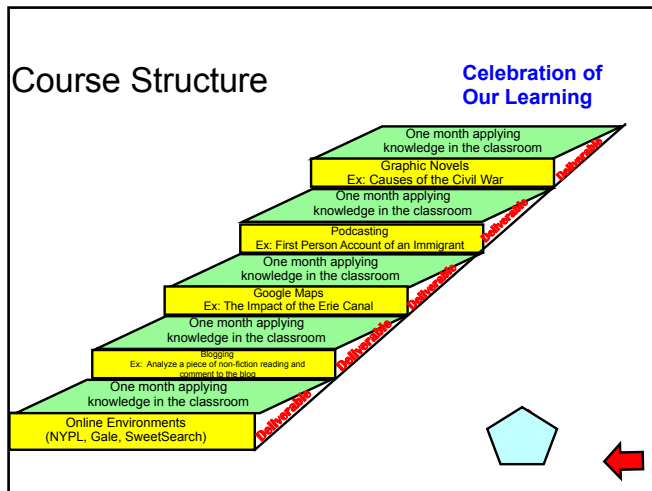 Course Structure
Celebration of
Our Learning
One month applying
knowledge in the classroom
Graphic Novels
Ex: Causes of the Civil War
Deliverable
One month applying
knowledge in the classroom
Podcasting
Ex: First Person Account of an Immigrant
Deliverable
One month applying
knowledge in the classroom
Google Maps
Ex: The Impact of the Erie Canal
Deliverable
One month applying
knowledge in the classroom
Blogging
Ex: Analyze a piece of non-fiction reading and
comment to the blog
Deliverable
One month applying
knowledge in the classroom
Online Environments
(NYPL, Gale, SweetSearch)
Deliverable